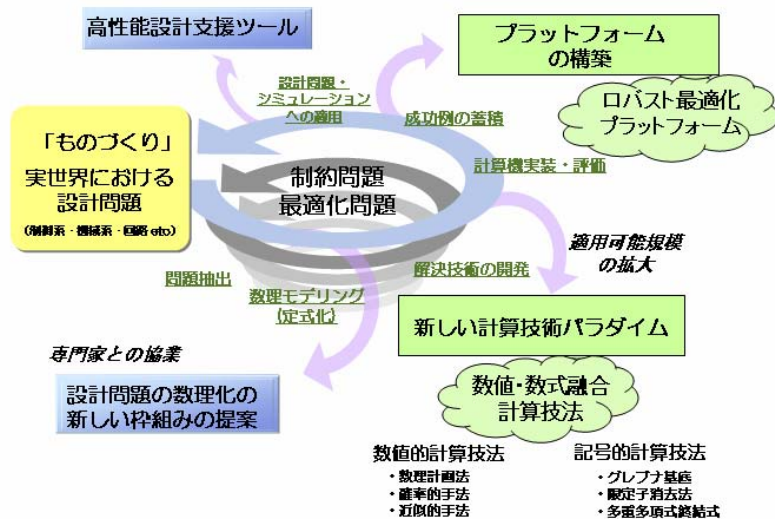 高性能設計支援ツール
プラットフォーム
の構築
ロバスト最適化
プラットフォーム
設計問題・
シミュレーション
への適用
成功例の蓄積
計算機実装・評価
「ものづくり」
実世界における
設計問題
(制御系・機械系・回路 etc)
制約問題
最適化問題
適用可能規模
の拡大
問題抽出
数理モデリング
(定式化)
解決技術の開発
新しい計算技術パラダイム
専門家との協業
設計問題の数理化の
新しい枠組みの提案
数値・数式融合
計算技法
数値的計算技法
・数理計画法
・確率的手法
・近似的手法
記号的計算技法
・グレブナ基底
・限定子消去法
・多重多項式終結式